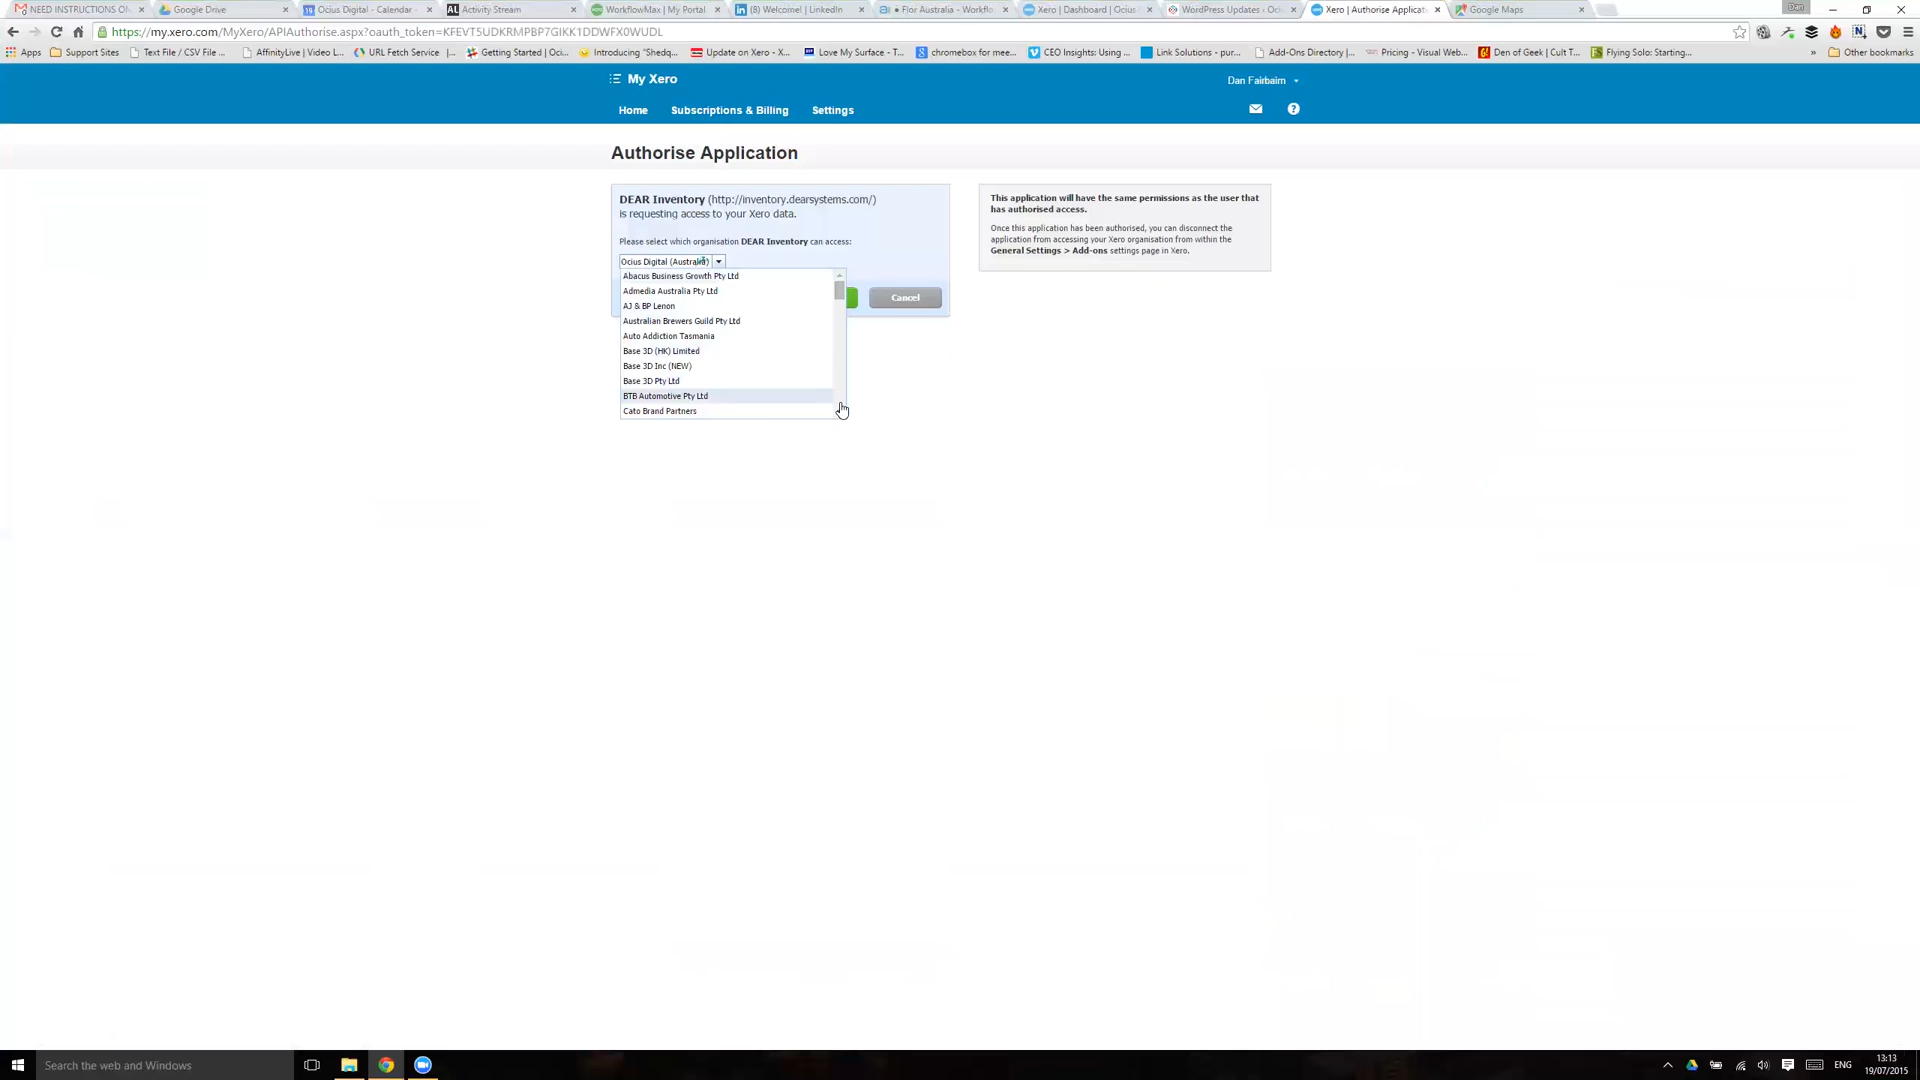 NEED INSTRUCTIONS ON
Google Drive
Ocius Digital - Calendar
Activity Stream
WorkflowMax | My Portal
(8) Welcome! | LinkedIn
Flor Australia - Workflo
Xero | Dashboard | Ocius
WordPress Updates ‹ Oci
Xero | Authorise Applicat
Google Maps
Dan
https://my.xero.com/MyXero/APIAuthorise.aspx?oauth_token=KFEVT5UDKRMPBP7GIKK1DDWFX0WUDL
Apps
Support Sites
Text File / CSV File ...
AffinityLive | Video L...
URL Fetch Service |...
Getting Started | Oci...
Introducing "Shedq...
Update on Xero - X...
Love My Surface - T...
chromebox for mee...
CEO Insights: Using ...
Link Solutions - pur...
Add-Ons Directory |...
Pricing - Visual Web...
Den of Geek | Cult T...
Flying Solo: Starting...
»
Other bookmarks
My Xero
Dan Fairbairn
Home
Subscriptions & Billing
Settings
Authorise Application
DEAR Inventory (http://inventory.dearsystems.com/)
is requesting access to your Xero data.
Please select which organisation DEAR Inventory can access:
Ocius Digital (Australia)
Abacus Business Growth Pty Ltd
Admedia Australia Pty Ltd
AJ & BP Lenon
Australian Brewers Guild Pty Ltd
Auto Addiction Tasmania
Base 3D (HK) Limited
Base 3D Inc (NEW)
Base 3D Pty Ltd
BTB Automotive Pty Ltd
Cato Brand Partners
Cancel
This application will have the same permissions as the user that
has authorised access.
Once this application has been authorised, you can disconnect the
application from accessing your Xero organisation from within the
General Settings > Add-ons settings page in Xero.
Search the web and Windows
ENG
13:13
19/07/2015